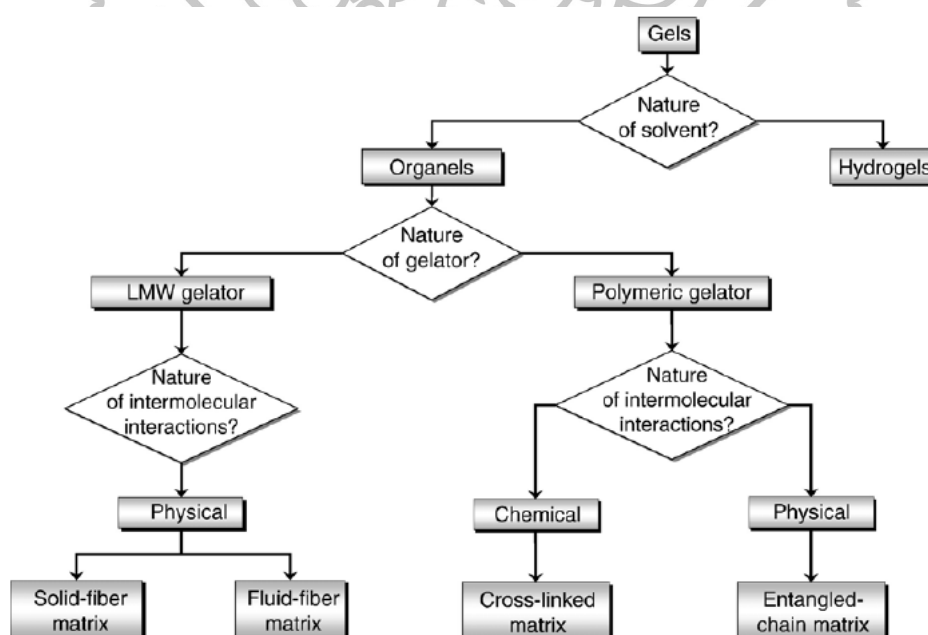 Gels
Nature
of solvent?
Organels
Hydrogels
Nature
of gelator?
LMW gelator
Polymeric gelator
Nature
of intermolecular
interactions?
Nature
of intermolecular
interactions?
Physical
Chemical
Physical
Solid-fiber
matrix
Fluid-fiber
matrix
Cross-linked
matrix
Entangled-
chain matrix